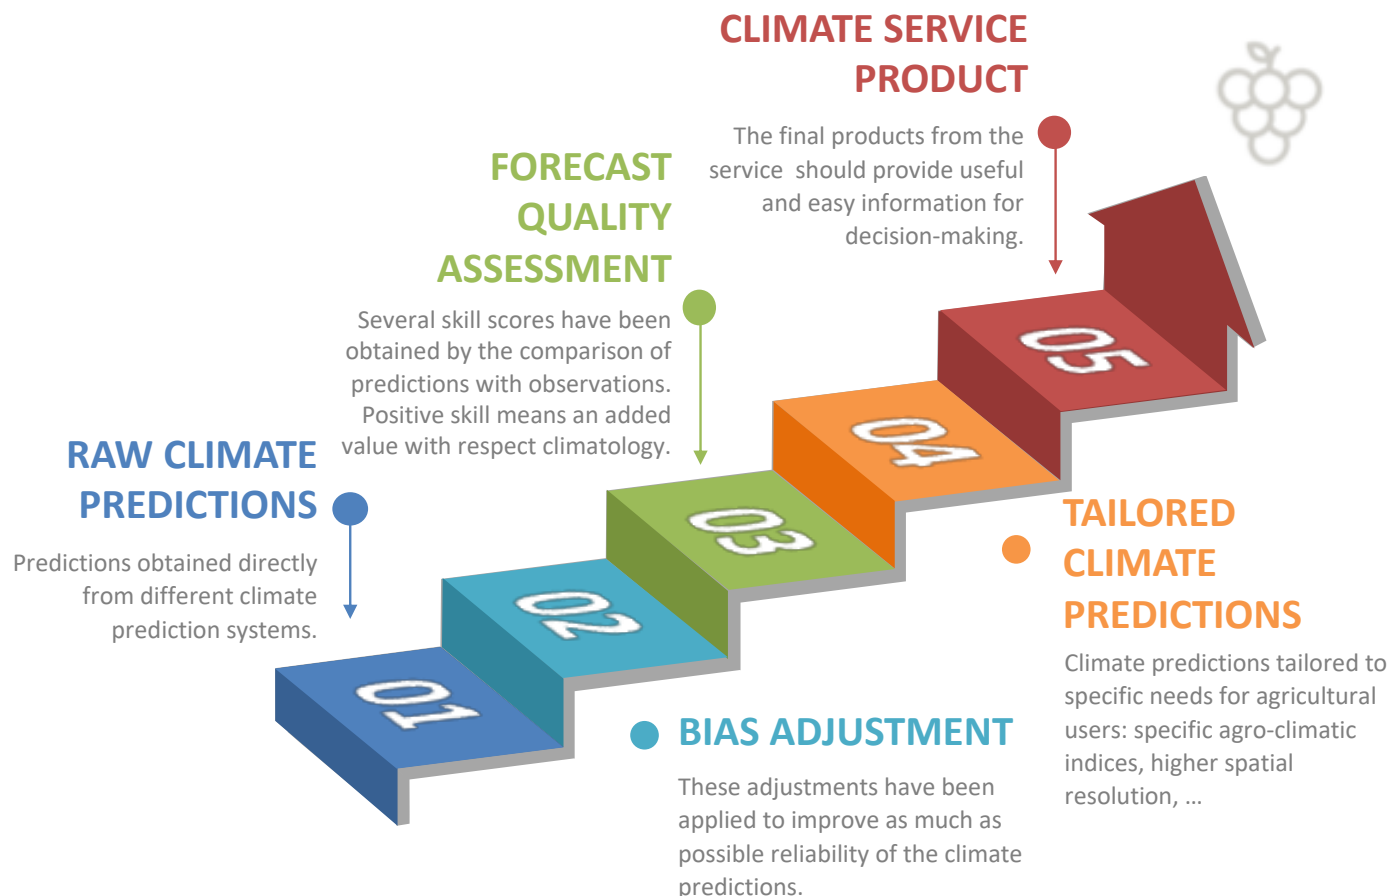 CLIMATE SERVICE
PRODUCT
The final products from the
service should provide useful
and easy information for
decision-making.
FORECAST
QUALITY
ASSESSMENT
Several skill scores have been
obtained by the comparison of
predictions with observations.
Positive skill means an added
value with respect climatology.
RAW CLIMATE
PREDICTIONS
Predictions obtained directly
from different climate
prediction systems.
05
04
03
02
01
TAILORED
CLIMATE
PREDICTIONS
Climate predictions tailored to
specific needs for agricultural
users: specific agro-climatic
indices, higher spatial
resolution, ...
BIAS ADJUSTMENT
These adjustments have been
applied to improve as much as
possible reliability of the climate
predictions.